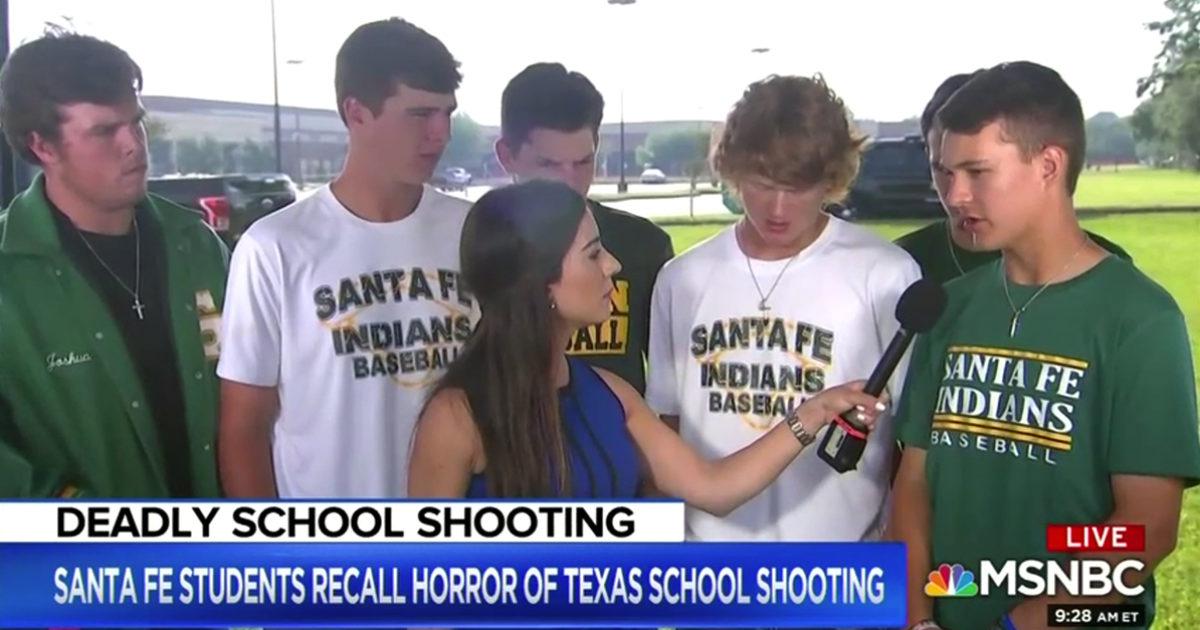 Joshua
SANTA FE
INDIANS
BASEBALL
ALL
SANTA FE
INDIANS
BASEBALL
SANTA FE
INDIANS
BASEBALL
DEADLY SCHOOL SHOOTING
SANTA FE STUDENTS RECALL HORROR OF TEXAS SCHOOL SHOOTING
LIVE
MSNBC
9:28 AM ET